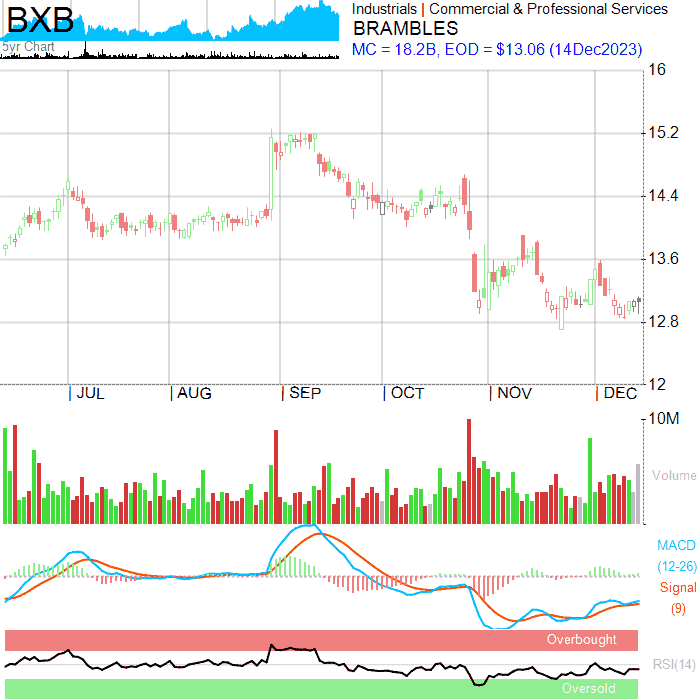 BXB
5yr Chart
Industrials | Commercial & Professional Services
BRAMBLES
MC = 18.2B, EOD = $13.06 (14Dec2023)
16
15.2
14.4
13.6
12.8
12
JUL AUG SEP OCT NOV DEC
10M
Volume
MACD
(12-26)
Signal
(9)
Overbought
RSI(14)
Oversold